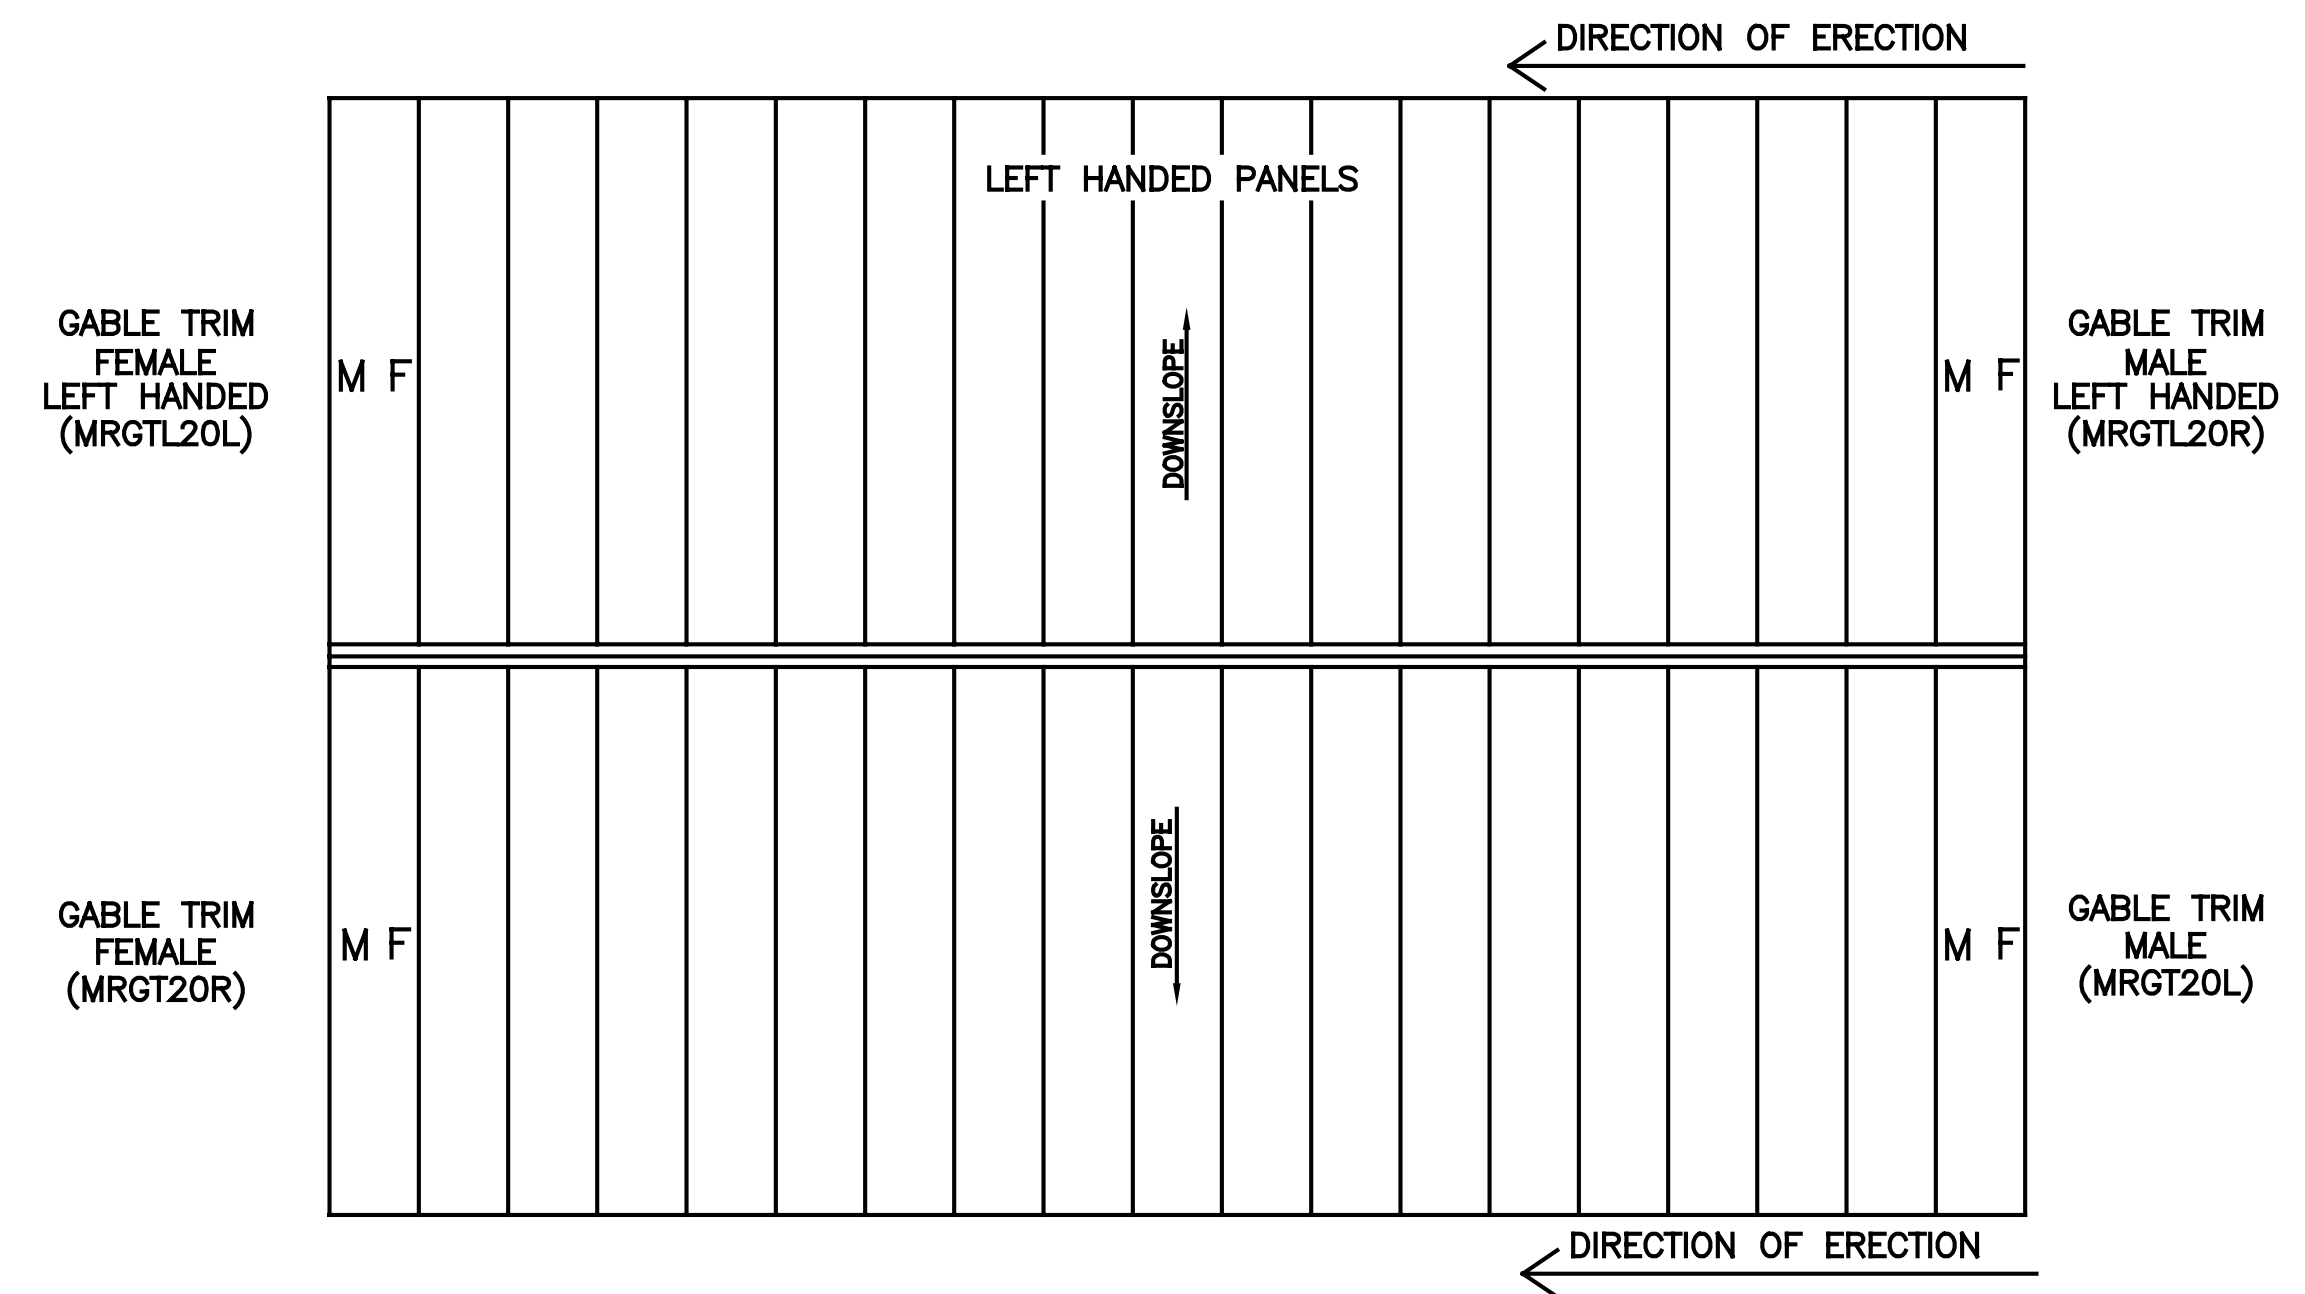 DIRECTION OF ERECTION
LEFT HANDED PANELS
GABLE TRIM
FEMALE
LEFT HANDED
(MRGTL20L)
M F
DOWNSLOPE
M F
GABLE TRIM
MALE
LEFT HANDED
(MRGTL20R)
GABLE TRIM
FEMALE
(MRGT20R)
M F
DOWNSLOPE
M F
GABLE TRIM
MALE
(MRGT20L)
DIRECTION OF ERECTION